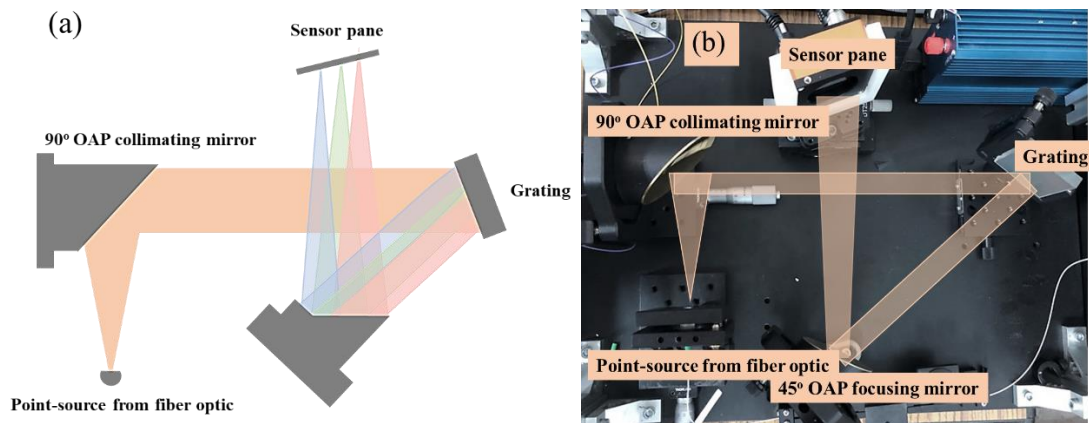 (a)
Sensor pane
90° OAP collimating mirror
Grating
Point-source from fiber optic
(b)
Sensor pane
90° OAP collimating mirror
Grating
Point-source from fiber optic
45° OAP focusing mirror